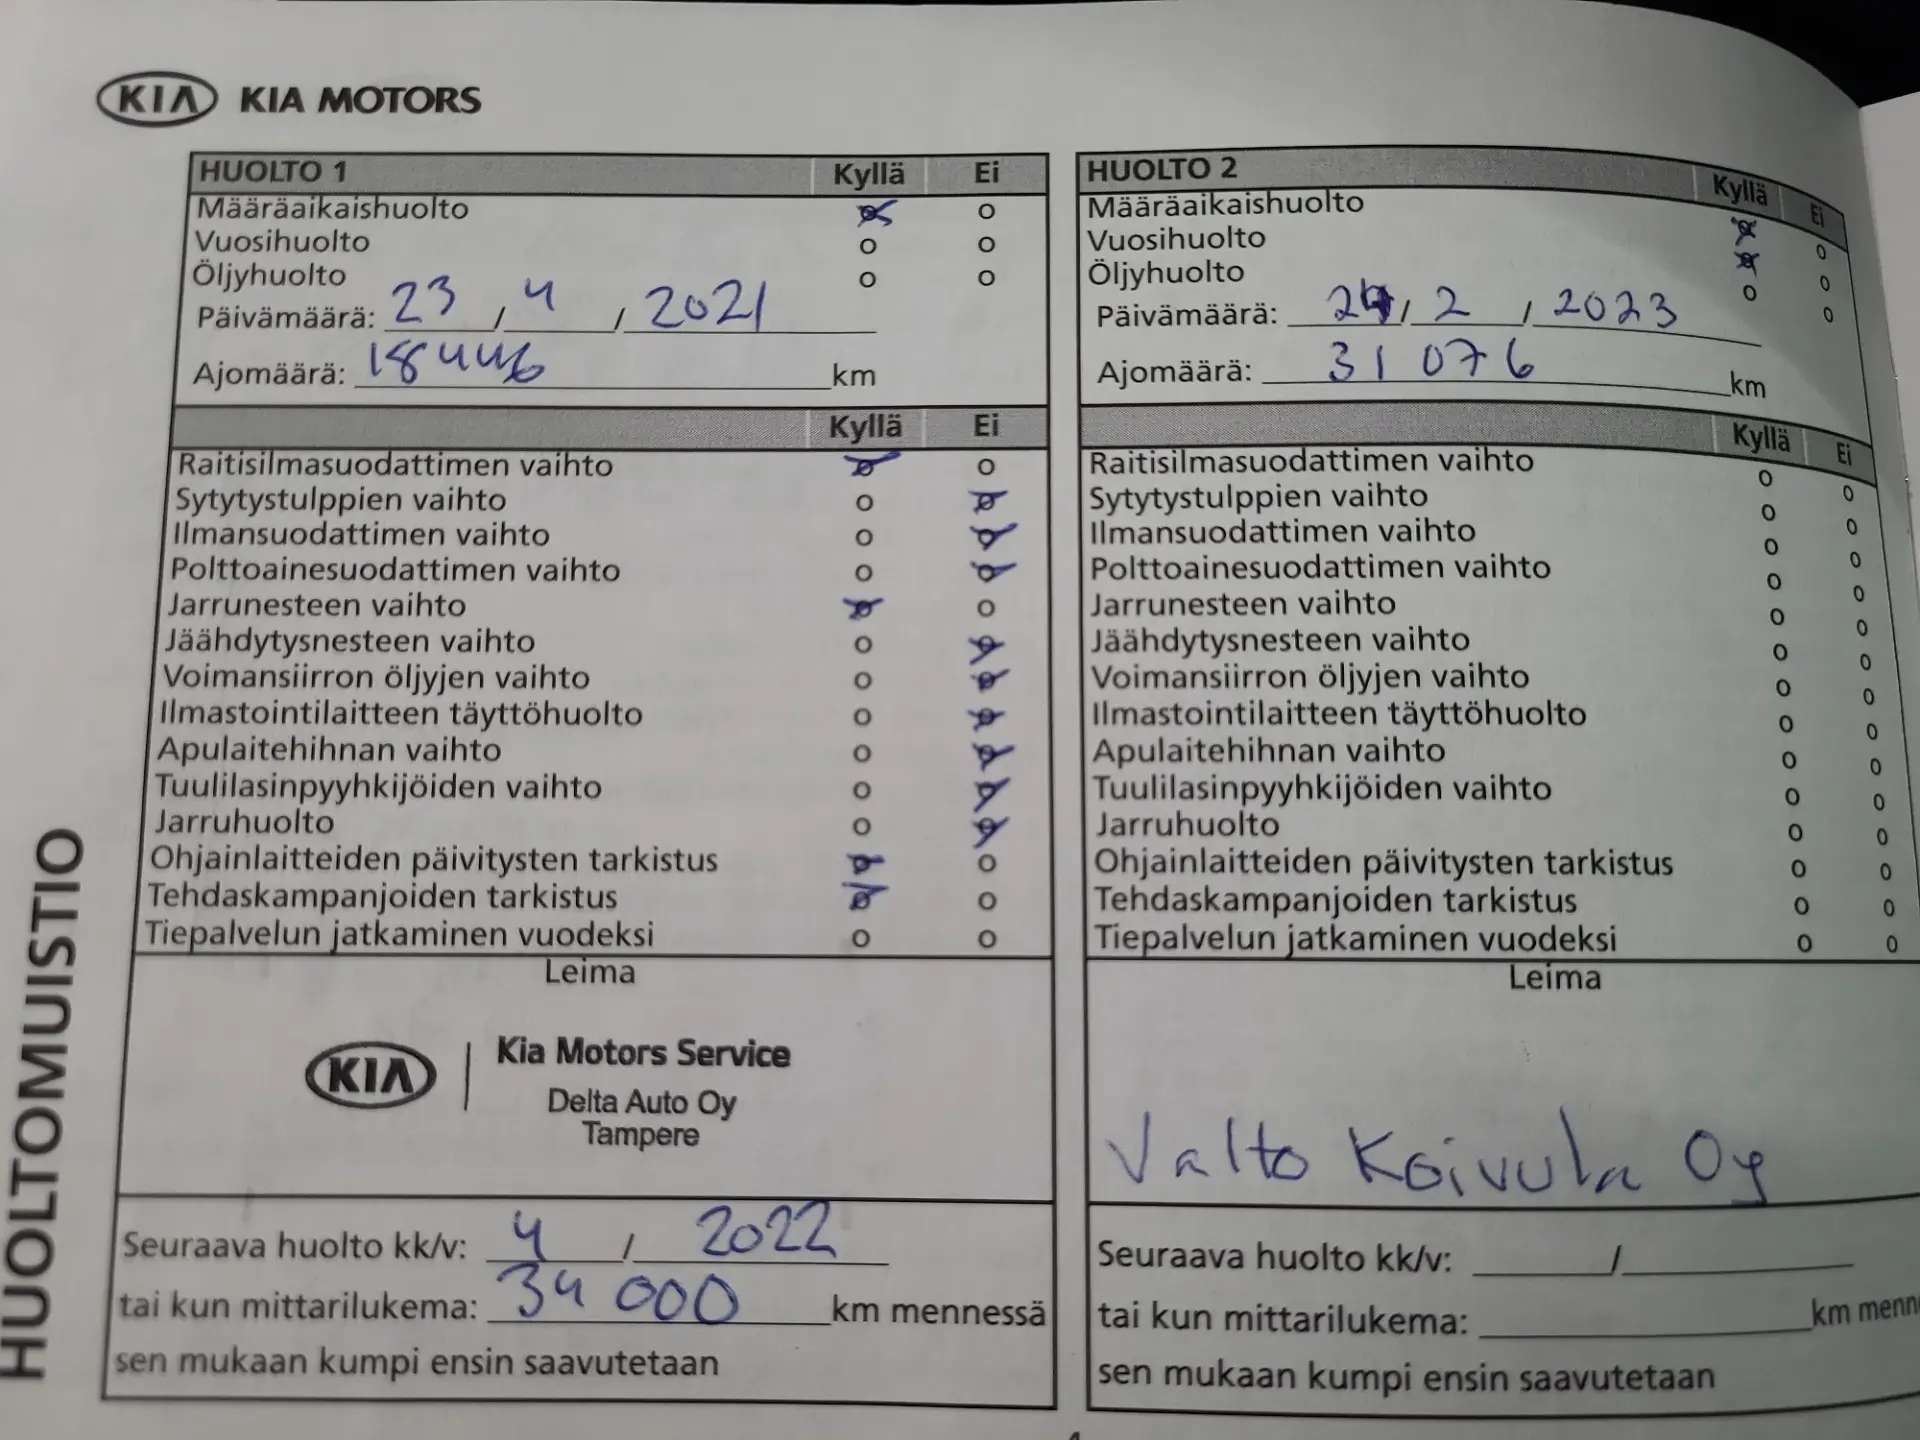 KIA KIA MOTORS
HUOLTOMUISTIO
HUOLTO 1 Kyllä Ei
Määräaikaishuolto
Vuosihuolto
Öljyhuolto
Päivämäärä: 23 / 4 / 2021
Ajomäärä: 18446 km
Kyllä Ei
Raitisilmasuodattimen vaihto
Sytytystulppien vaihto
Ilmansuodattimen vaihto
Polttoainesuodattimen vaihto
Jarrunesteen vaihto
Jäähdytysnesteen vaihto
Voimansiirron öljyjen vaihto
Ilmastointilaitteen täyttöhuolto
Apulaitehihnan vaihto
Tuulilasinpyyhkijöiden vaihto
Jarruhuolto
Ohjainlaitteiden päivitysten tarkistus
Tehdaskampanjoiden tarkistus
Tiepalvelun jatkaminen vuodeksi
Leima
KIA Kia Motors Service
Delta Auto Oy
Tampere
Seuraava huolto kk/v: 4 / 2022
tai kun mittarilukema: 34 000 km mennessä
sen mukaan kumpi ensin saavutetaan
HUOLTO 2 Kyllä Ei
Määräaikaishuolto
Vuosihuolto
Öljyhuolto
Päivämäärä: / 2 / 2023
Ajomäärä: 31 076 km
Kyllä Ei
Raitisilmasuodattimen vaihto
Sytytystulppien vaihto
Ilmansuodattimen vaihto
Polttoainesuodattimen vaihto
Jarrunesteen vaihto
Jäähdytysnesteen vaihto
Voimansiirron öljyjen vaihto
Ilmastointilaitteen täyttöhuolto
Apulaitehihnan vaihto
Tuulilasinpyyhkijöiden vaihto
Jarruhuolto
Ohjainlaitteiden päivitysten tarkistus
Tehdaskampanjoiden tarkistus
Tiepalvelun jatkaminen vuodeksi
Leima
Valto Koivula Oy
Seuraava huolto kk/v: /
tai kun mittarilukema: km menn
sen mukaan kumpi ensin saavutetaan